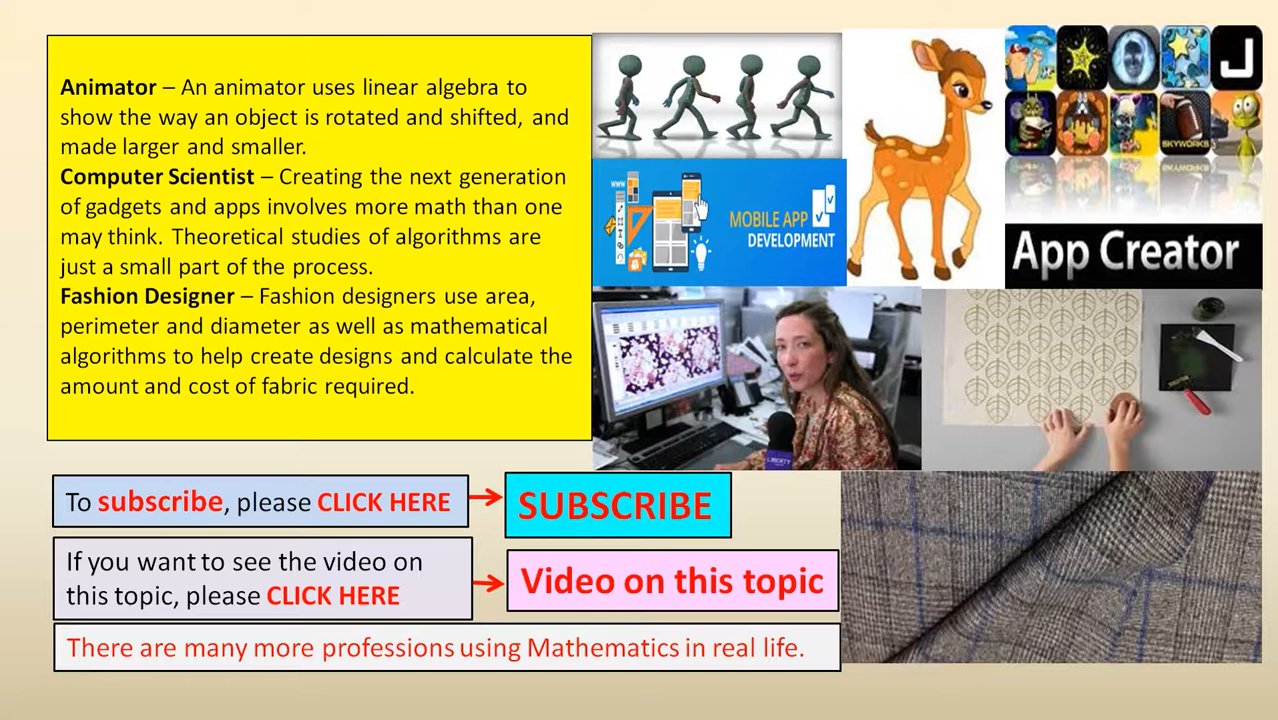 Animator – An animator uses linear algebra to
show the way an object is rotated and shifted, and
made larger and smaller.
Computer Scientist – Creating the next generation
of gadgets and apps involves more math than one
may think. Theoretical studies of algorithms are
just a small part of the process.
Fashion Designer – Fashion designers use area,
perimeter and diameter as well as mathematical
algorithms to help create designs and calculate the
amount and cost of fabric required.
WWW
MOBILE APP
DEVELOPMENT
J
SKYWORKS
App Creator
LIBERTY
To subscribe, please CLICK HERE
SUBSCRIBE
If you want to see the video on
this topic, please CLICK HERE
Video on this topic
There are many more professions using Mathematics in real life.